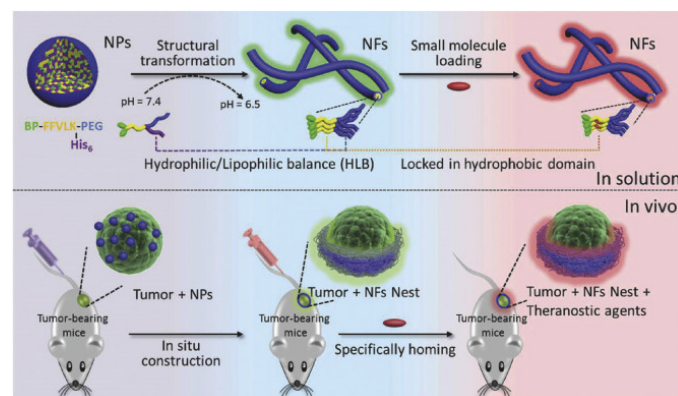 NPs
Structural
transformation
pH = 7.4
pH = 6.5
NFs
Small molecule
loading
NFs
BP-FFVLK-PEG
His6
Hydrophilic/Lipophilic balance (HLB)
Locked in hydrophobic domain
In solution
In vivo
Tumor + NPs
Tumor-bearing
mice
In situ
construction
Tumor + NFs Nest
Tumor-bearing
mice
Specifically homing
Tumor + NFs Nest +
Theranostic agents
Tumor-bearing
mice